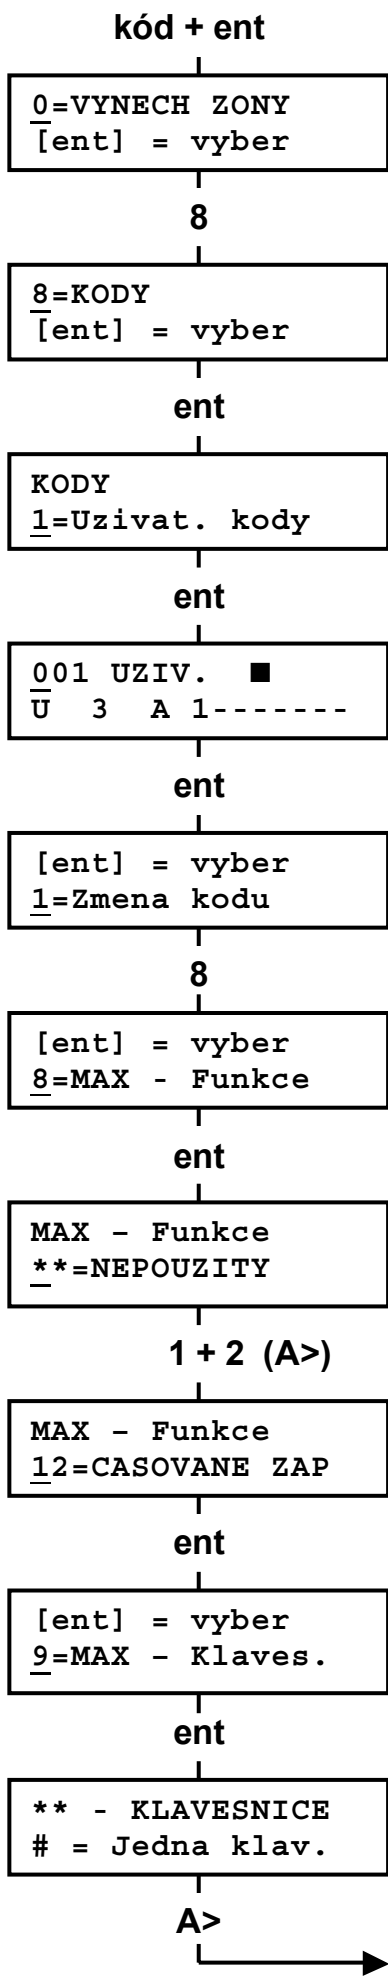 kód + ent
0=VYNECH ZONY
[ent] = vyber
8
8=KODY
[ent] = vyber
ent
KODY
1=Uzivat. kody
ent
001 UZIV. ■
U 3 A 1-------
ent
[ent] = vyber
1=Zmena kodu
8
[ent] = vyber
8=MAX - Funkce
ent
MAX – Funkce
**=NEPOUZITY
1 + 2 (A>)
MAX – Funkce
12=CASOVANE ZAP
ent
[ent] = vyber
9=MAX – Klaves.
ent
** - KLAVESNICE
# = Jedna klav.
A>